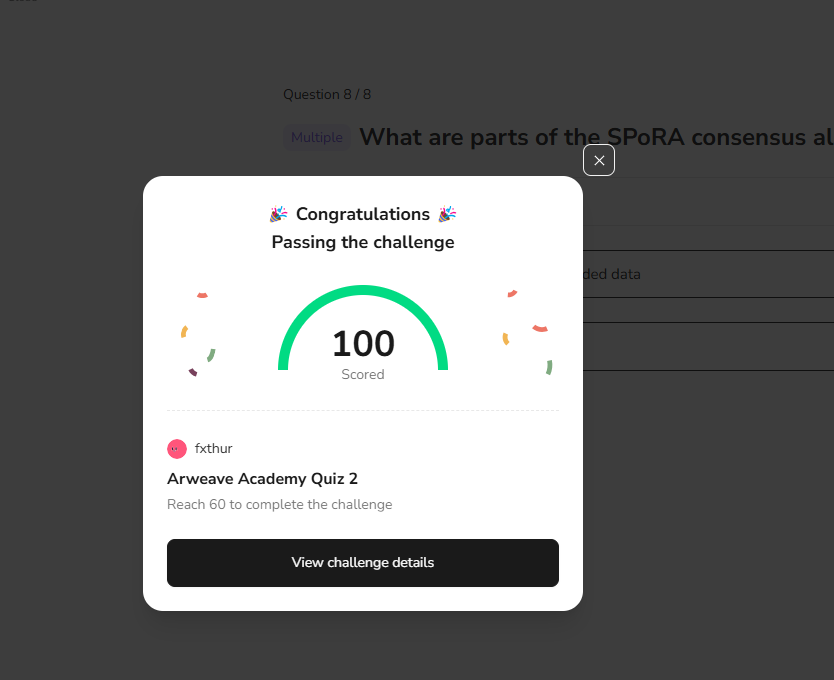 Question 8 / 8
Multiple What are parts of the SPoRA consensus al
Congratulations
Passing the challenge
ded data
100
Scored
fxthur
Arweave Academy Quiz 2
Reach 60 to complete the challenge
View challenge details